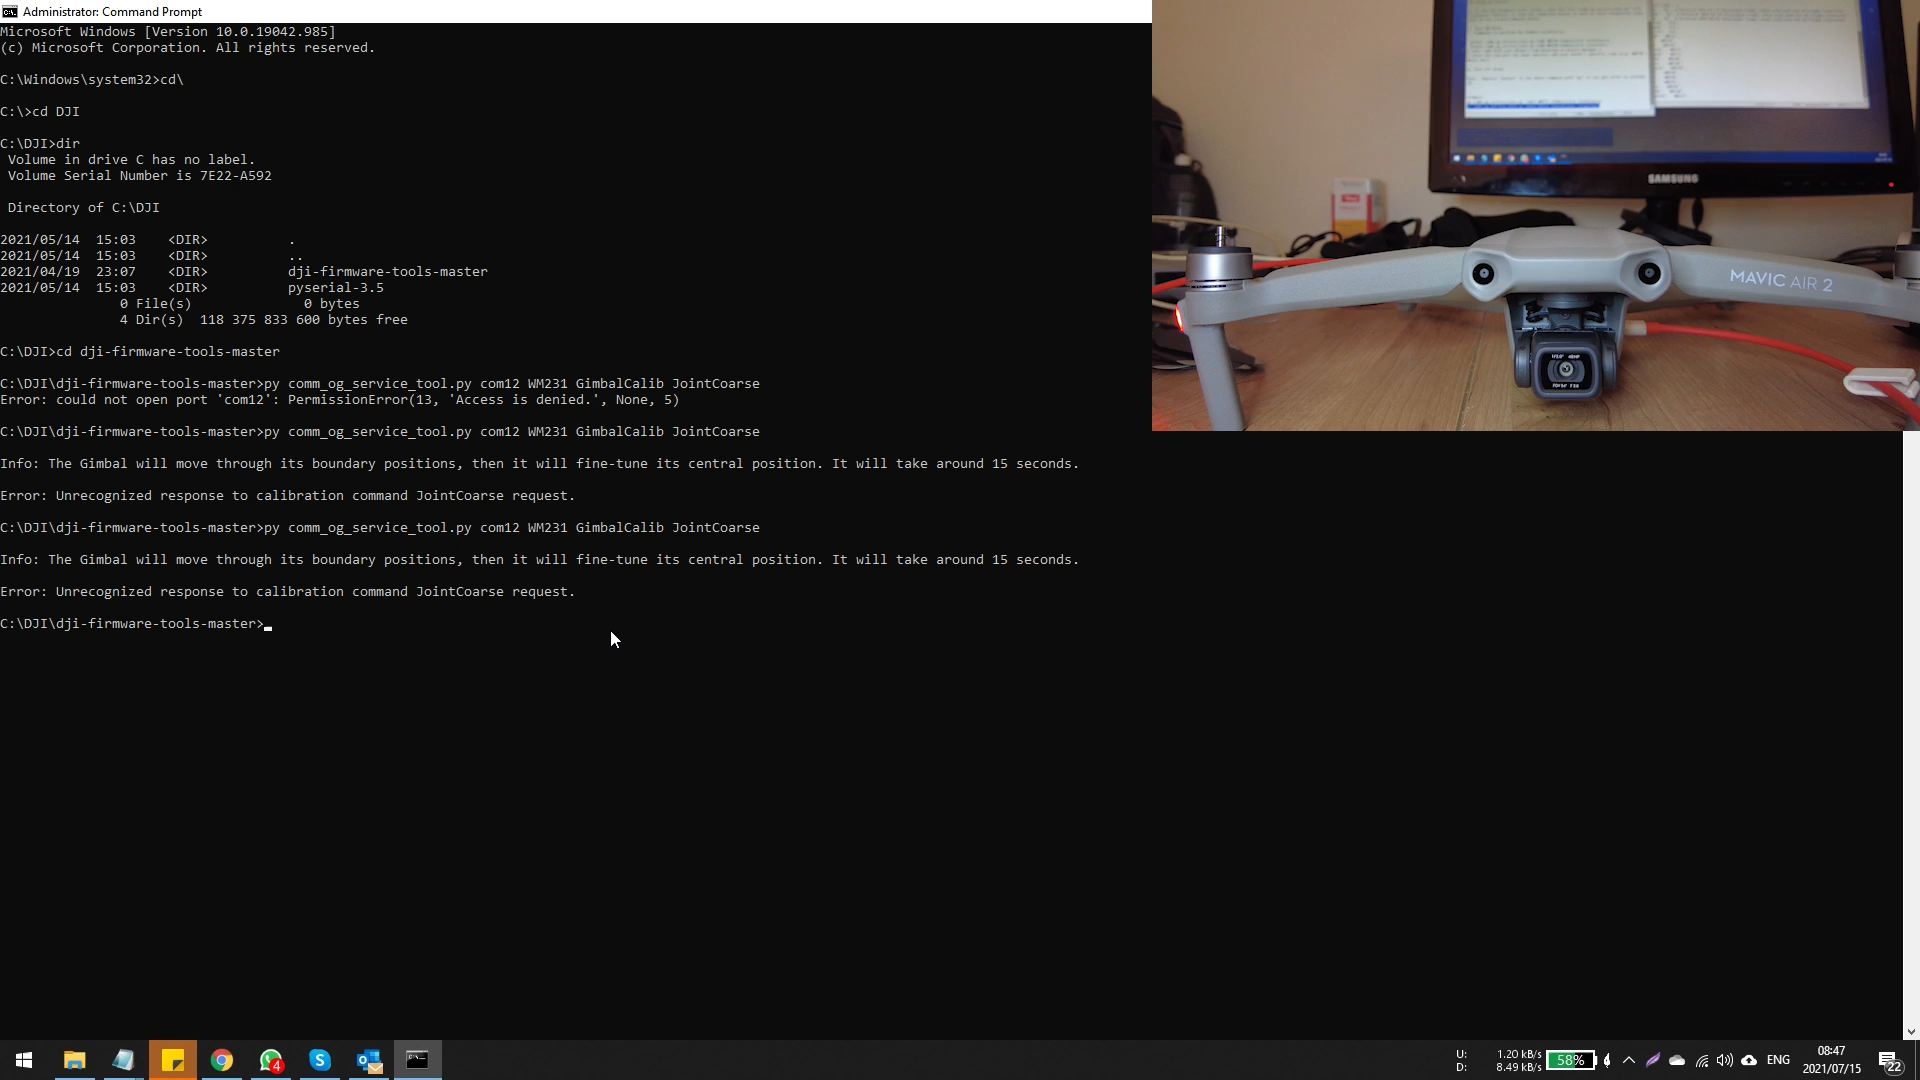 Administrator: Command Prompt
Microsoft Windows [Version 10.0.19042.985]
(c) Microsoft Corporation. All rights reserved.
C:\Windows\system32>cd\
C:\>cd DJI
C:\DJI>dir
Volume in drive C has no label.
Volume Serial Number is 7E22-A592
Directory of C:\DJI
2021/05/14  15:03    <DIR>          .
2021/05/14  15:03    <DIR>          ..
2021/04/19  23:07    <DIR>          dji-firmware-tools-master
2021/05/14  15:03    <DIR>          pyserial-3.5
0 File(s)              0 bytes
4 Dir(s)  118 375 833 600 bytes free
C:\DJI>cd dji-firmware-tools-master
C:\DJI\dji-firmware-tools-master>py comm_og_service_tool.py com12 WM231 GimbalCalib JointCoarse
Error: could not open port 'com12': PermissionError(13, 'Access is denied.', None, 5)
C:\DJI\dji-firmware-tools-master>py comm_og_service_tool.py com12 WM231 GimbalCalib JointCoarse
Info: The Gimbal will move through its boundary positions, then it will fine-tune its central position. It will take around 15 seconds.
Error: Unrecognized response to calibration command JointCoarse request.
C:\DJI\dji-firmware-tools-master>py comm_og_service_tool.py com12 WM231 GimbalCalib JointCoarse
Info: The Gimbal will move through its boundary positions, then it will fine-tune its central position. It will take around 15 seconds.
Error: Unrecognized response to calibration command JointCoarse request.
C:\DJI\dji-firmware-tools-master>
SAMSUNG
MAVIC AIR 2
48MP
4
U: 1.20 kB/s
D: 8.49 kB/s
58%
ENG
08:47
2021/07/15
22